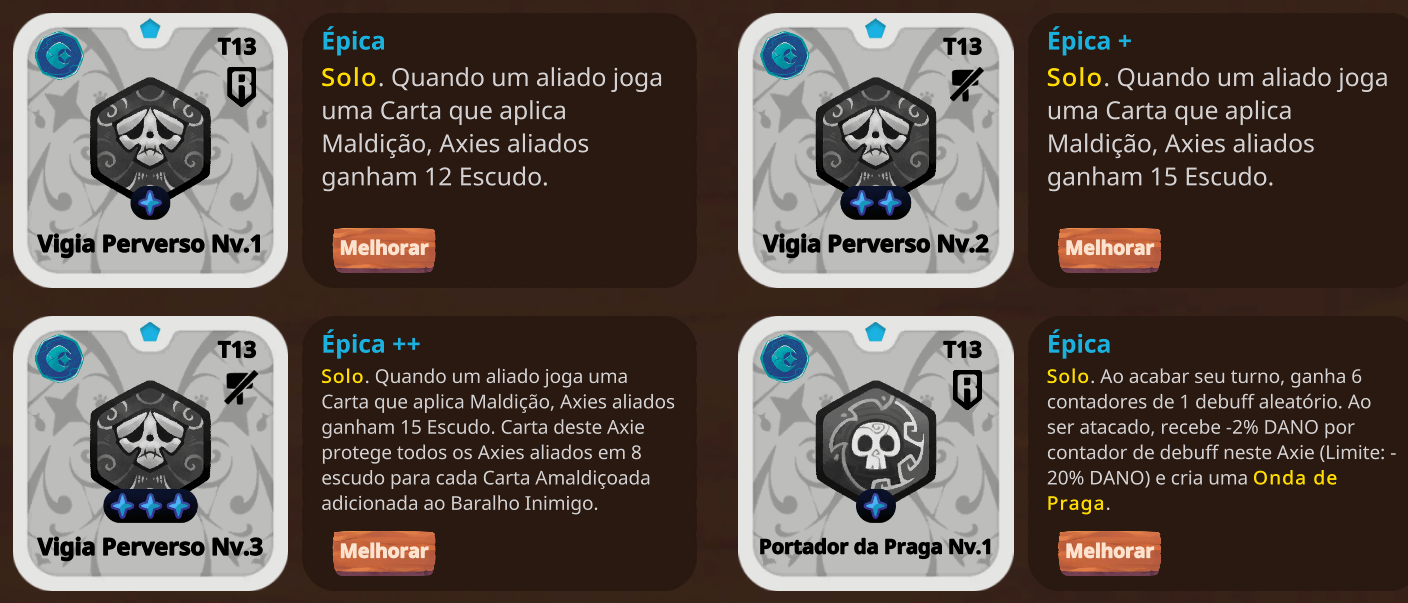 T13
Vigia Perverso Nv.1
Épica
Solo. Quando um aliado joga
uma Carta que aplica
Maldição, Axies aliados
ganham 12 Escudo.
Melhorar
T13
Vigia Perverso Nv.2
Épica +
Solo. Quando um aliado joga
uma Carta que aplica
Maldição, Axies aliados
ganham 15 Escudo.
Melhorar
T13
Vigia Perverso Nv.3
Épica ++
Solo. Quando um aliado joga uma
Carta que aplica Maldição, Axies aliados
ganham 15 Escudo. Carta deste Axie
protege todos os Axies aliados em 8
escudo para cada Carta Amaldiçoada
adicionada ao Baralho Inimigo.
Melhorar
T13
Portador da Praga Nv.1
Épica
Solo. Ao acabar seu turno, ganha 6
contadores de 1 debuff aleatório. Ao
ser atacado, recebe -2% DANO por
contador de debuff neste Axie (Limite: -
20% DANO) e cria uma Onda de
Praga.
Melhorar